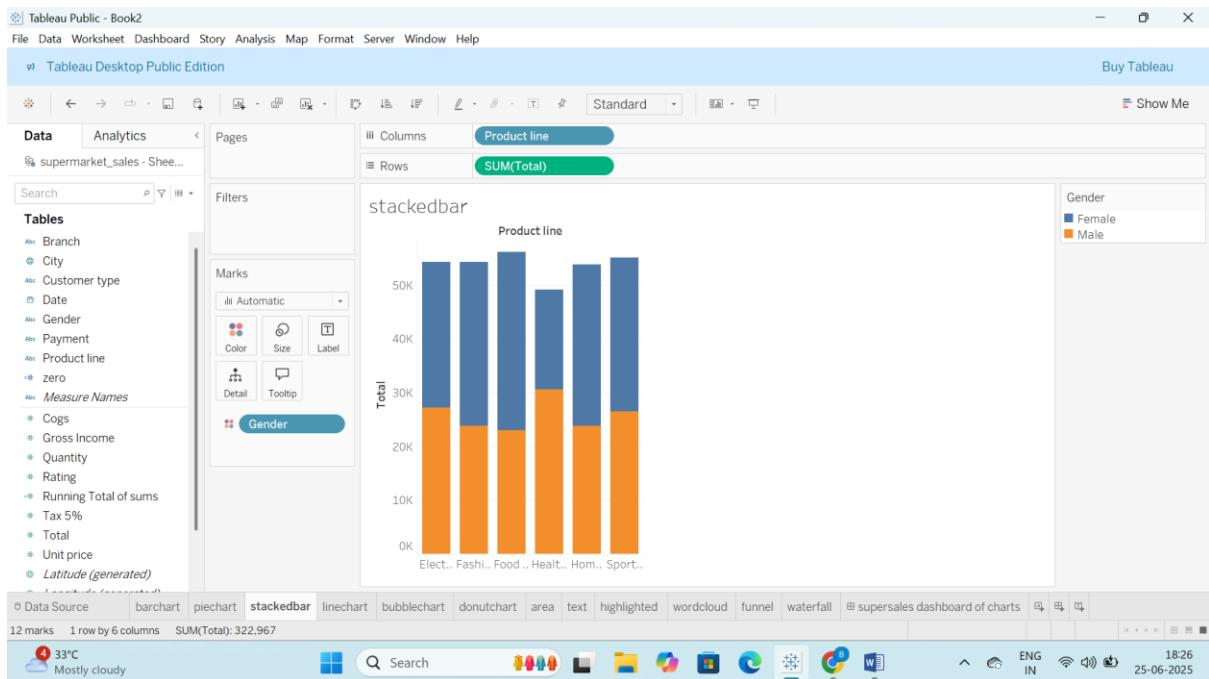 Tableau Public - Book2
File Data Worksheet Dashboard Story Analysis Map Format Server Window Help
Tableau Desktop Public Edition
Buy Tableau
Standard
Show Me
Data Analytics
supermarket_sales - Shee...
Search
Tables
Abc Branch
City
Abc Customer type
Date
Abc Gender
Abc Payment
Abc Product line
zero
Abc Measure Names
Cogs
Gross Income
Quantity
Rating
Running Total of sums
Tax 5%
Total
Unit price
Latitude (generated)
Pages
Filters
Marks
Automatic
Color Size Label
Detail Tooltip
Gender
Columns Product line
Rows SUM(Total)
stackedbar
Product line
50K
40K
30K
20K
10K
0K
Total
Elect.. Fashi.. Food .. Healt.. Hom.. Sport..
Gender
Female
Male
Data Source barchart piechart stackedbar linechart bubblechart donutchart area text highlighted wordcloud funnel waterfall supersales dashboard of charts
12 marks 1 row by 6 columns SUM(Total): 322,967
4
33°C
Mostly cloudy
Search
ENG
IN
18:26
25-06-2025